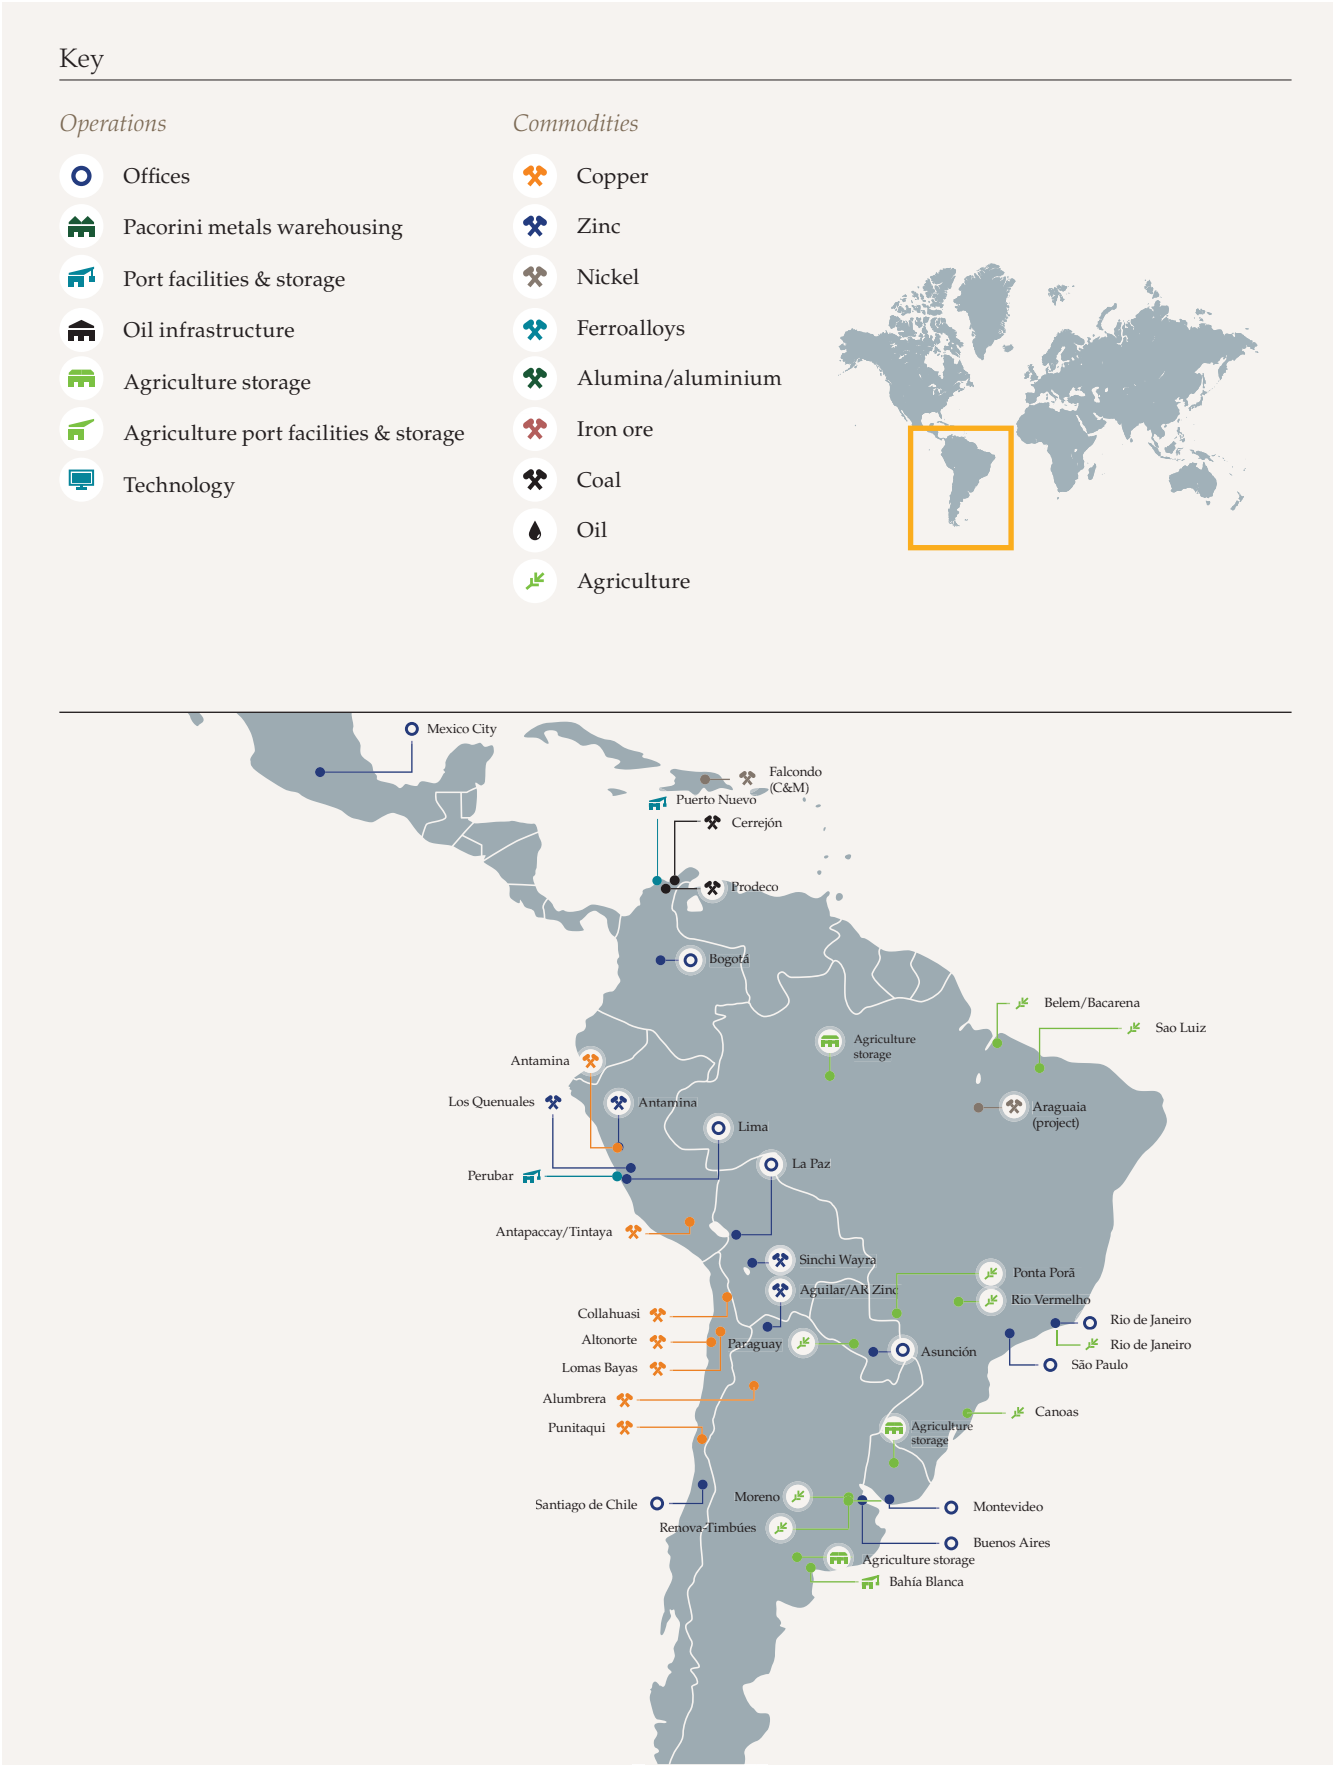 Key
Operations
Offices
Pacorini metals warehousing
Port facilities & storage
Oil infrastructure
Agriculture storage
Agriculture port facilities & storage
Technology
Commodities
Copper
Zinc
Nickel
Ferroalloys
Alumina/aluminium
Iron ore
Coal
Oil
Agriculture
Mexico City
Falcondo
(C&M)
Puerto Nuevo
Cerrejón
Prodeco
Bogotá
Belem/Bacarena
Sao Luiz
Agriculture
storage
Antamina
Los Quenuales
Antamina
Araguaia
(project)
Lima
La Paz
Perubar
Antapaccay/Tintaya
Sinchi Wayra
Ponta Porã
Aguilar/AR Zinc
Rio Vermelho
Collahuasi
Rio de Janeiro
Altonorte
Paraguay
Rio de Janeiro
Asunción
Lomas Bayas
São Paulo
Alumbrera
Canoas
Punitaqui
Agriculture
storage
Moreno
Santiago de Chile
Montevideo
Renova-Timbúes
Buenos Aires
Agriculture storage
Bahía Blanca